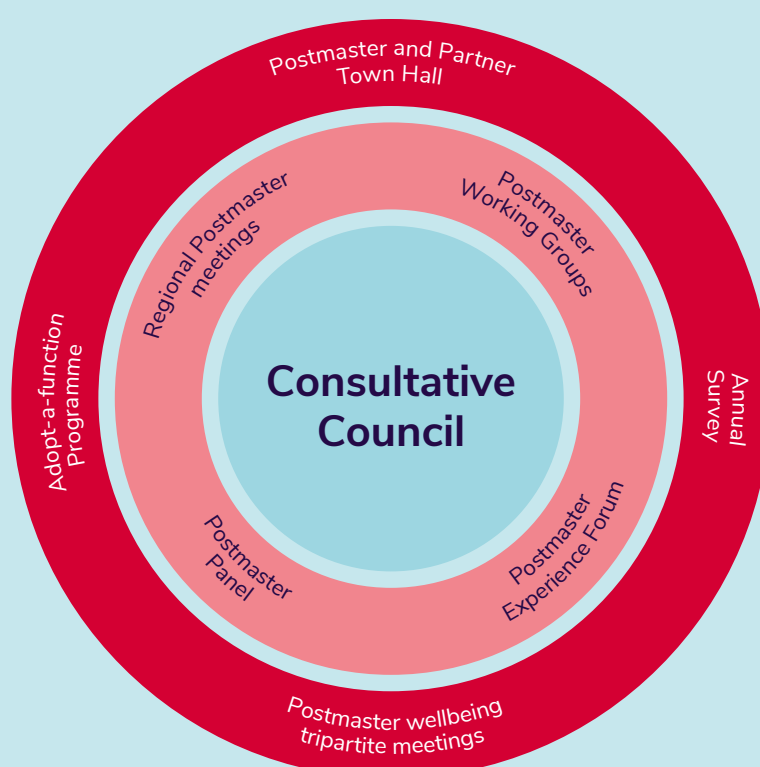 Postmaster and Partner
Town Hall
Regional Postmaster
meetings
Postmaster
Working Groups
Adopt-a-function
Programme
Consultative
Council
Annual
Survey
Postmaster
Panel
Postmaster
Experience Forum
Postmaster wellbeing
tripartite meetings